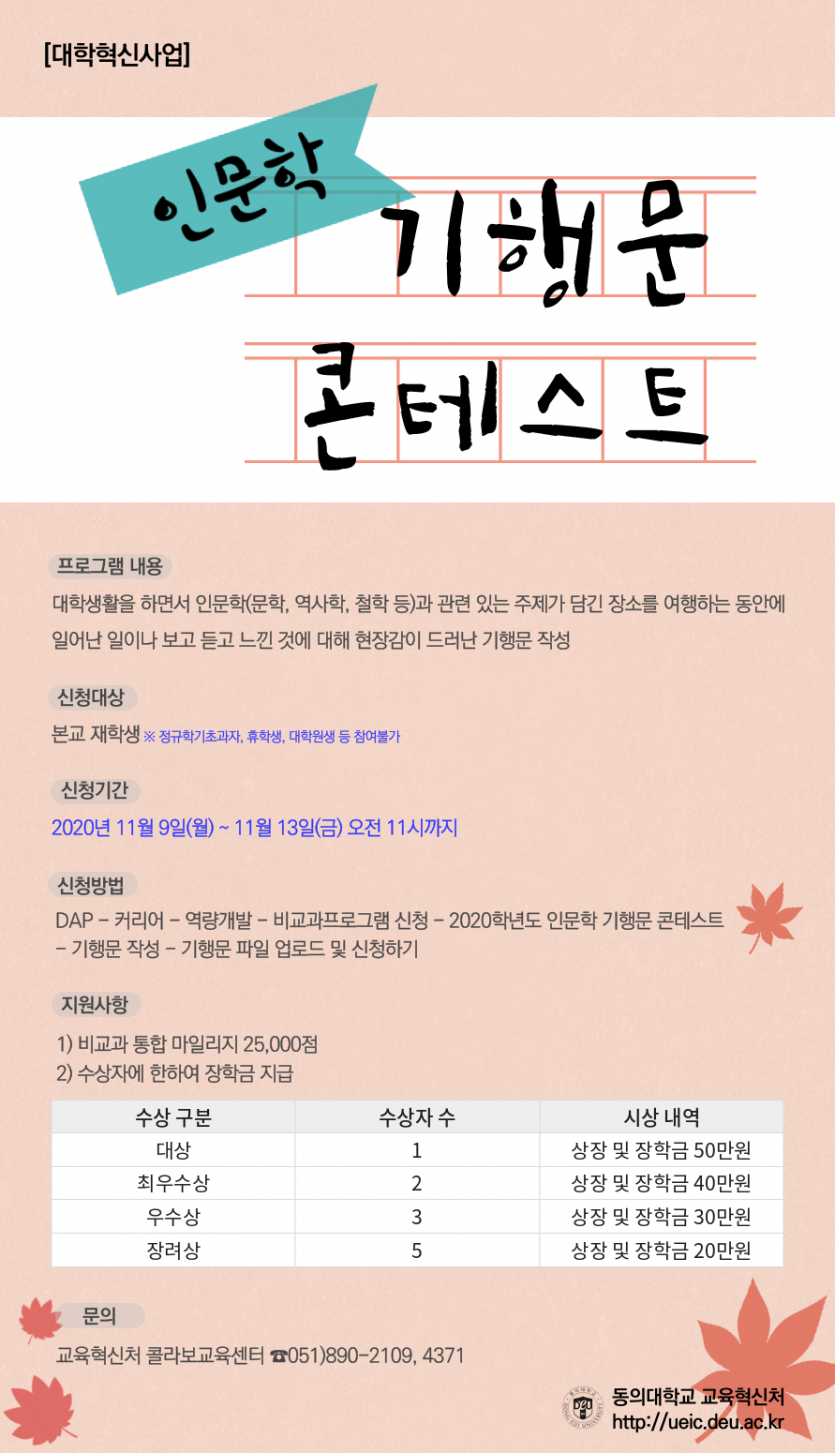 [대학혁신사업]
인문학
기행문
콘테스트
프로그램 내용
대학생활을 하면서 인문학(문학, 역사학, 철학 등)과 관련 있는 주제가 담긴 장소를 여행하는 동안에
일어난 일이나 보고 듣고 느낀 것에 대해 현장감이 드러난 기행문 작성
신청대상
본교 재학생 ※ 정규학기초과자, 휴학생, 대학원생 등 참여불가
신청기간
2020년 11월 9일(월) ~ 11월 13일(금) 오전 11시까지
신청방법
DAP - 커리어 - 역량개발 - 비교과프로그램 신청 - 2020학년도 인문학 기행문 콘테스트
- 기행문 작성 - 기행문 파일 업로드 및 신청하기
지원사항
1) 비교과 통합 마일리지 25,000점
2) 수상자에 한하여 장학금 지급
수상 구분 수상자 수 시상 내역
대상 1 상장 및 장학금 50만원
최우수상 2 상장 및 장학금 40만원
우수상 3 상장 및 장학금 30만원
장려상 5 상장 및 장학금 20만원
문의
교육혁신처 콜라보교육센터 ☎051)890-2109, 4371
DEU
동의대학교 교육혁신처
http://ueic.deu.ac.kr